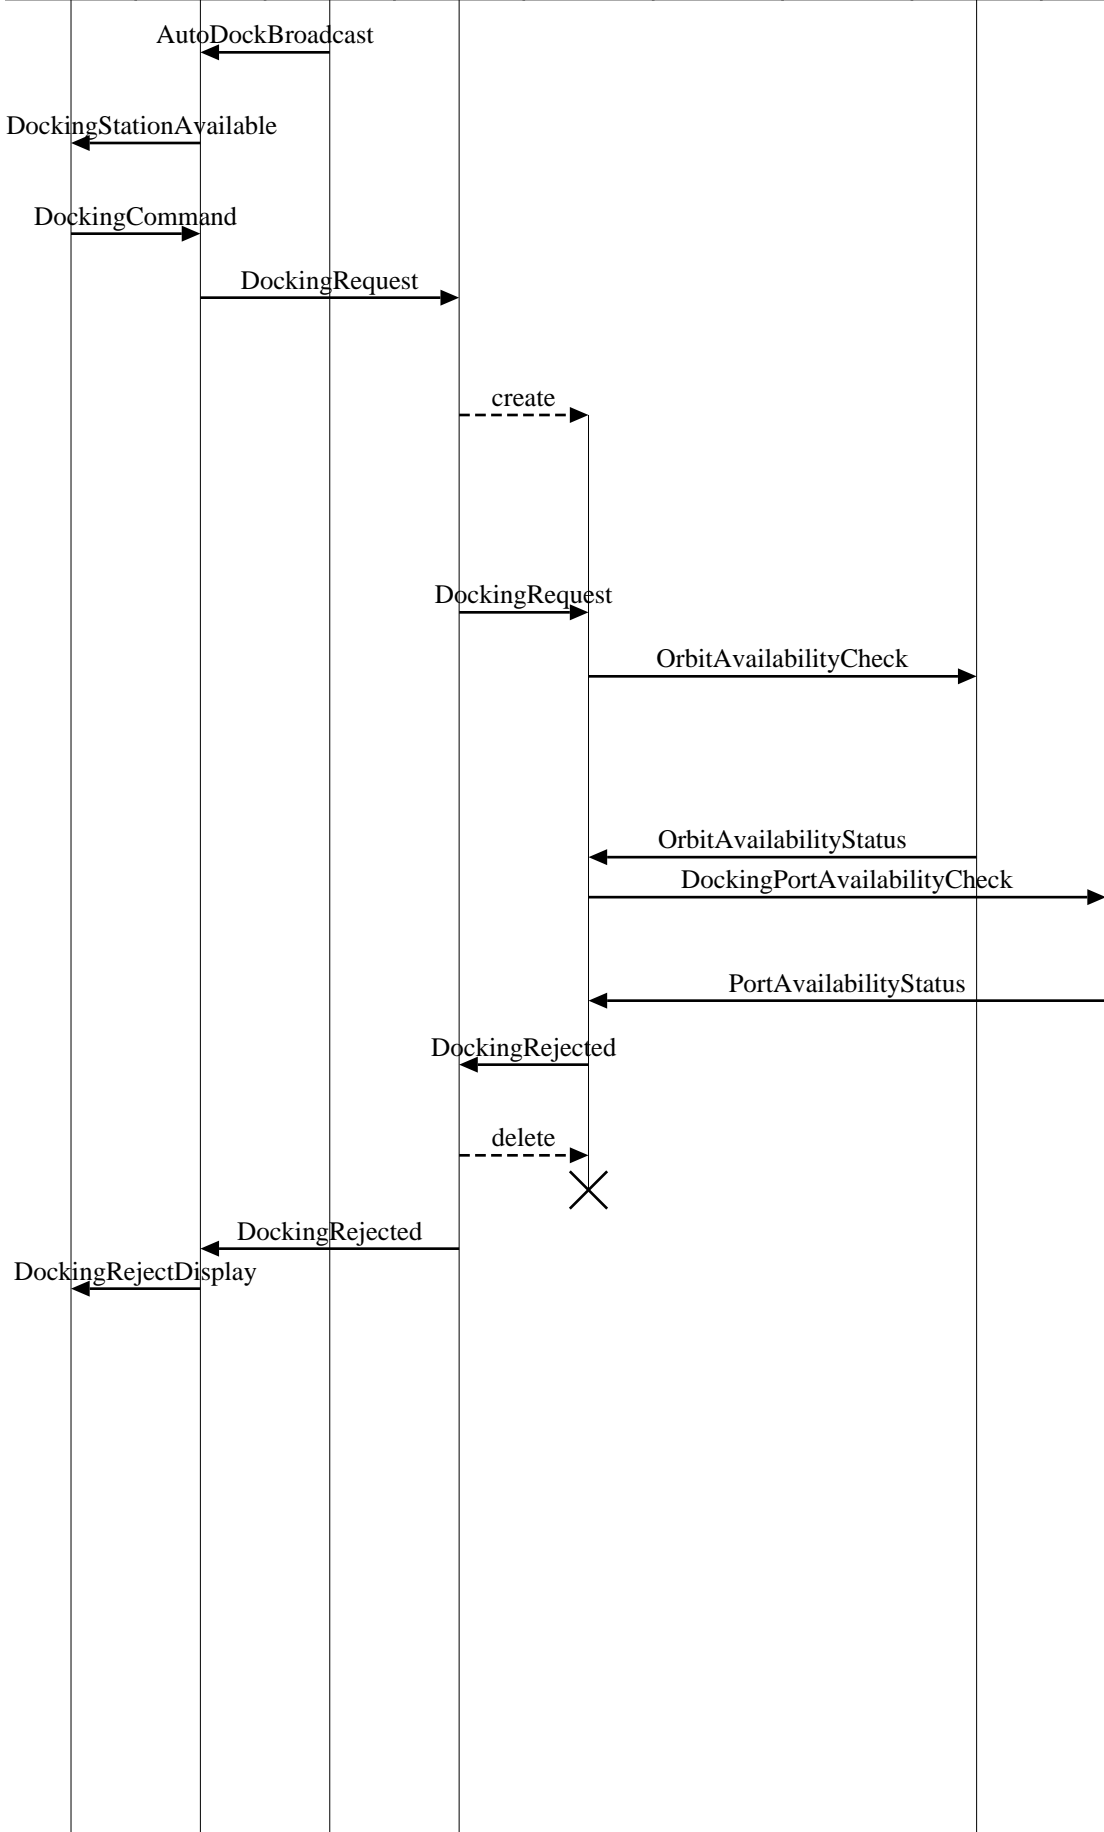 AutoDockBroadcast
DockingStationAvailable
DockingCommand
DockingRequest
create
DockingRequest
OrbitAvailabilityCheck
OrbitAvailabilityStatus
DockingPortAvailabilityCheck
PortAvailabilityStatus
DockingRejected
delete
DockingRejected
DockingRejectDisplay